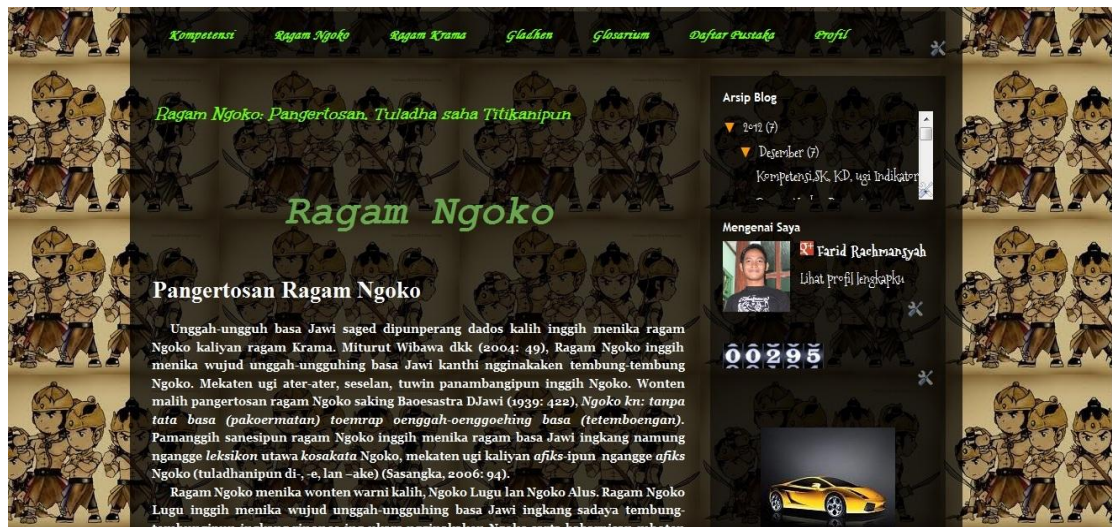 Kompetensi Ragam Ngoko Ragam Krama Gladhen Glosarium Daftar Pustaka Profil
Ragam Ngoko: Pangertosan, Tuladha saha Titikanipun
Ragam Ngoko
Pangertosan Ragam Ngoko
Unggah-ungguh basa Jawi saged dipunperang dados kalih inggih menika ragam
Ngoko kaliyan ragam Krama. Miturut Wibawa dkk (2004: 49), Ragam Ngoko inggih
menika wujud unggah-ungguhing basa Jawi kanthi ngginakaken tembung-tembung
Ngoko. Mekaten ugi ater-ater, seselan, tuwin panambangipun inggih Ngoko. Wonten
malih pangertosan ragam Ngoko saking Baoesastra DJawi (1939: 422), Ngoko kn: tanpa
tata basa (pakoermatan) toemrap oenggah-oenggoehing basa (tetemboengan).
Pamanggih sanesipun ragam Ngoko inggih menika ragam basa Jawi ingkang namung
ngangge leksikon utawa kosakata Ngoko, mekaten ugi kaliyan afiks-ipun ngangge afiks
Ngoko (tuladhanipun di-, -e, lan –ake) (Sasangka, 2006: 94).
Ragam Ngoko menika wonten warni kalih, Ngoko Lugu lan Ngoko Alus. Ragam Ngoko
Lugu inggih menika wujud unggah-ungguhing basa Jawi ingkang sadaya tembung-
Arsip Blog
▼ 2012 (7)
▼ Desember (7)
Kompetensi,SK, KD, ugi Indikator
Mengenai Saya
Farid Rachmansyah
Lihat profil lengkapku
00295